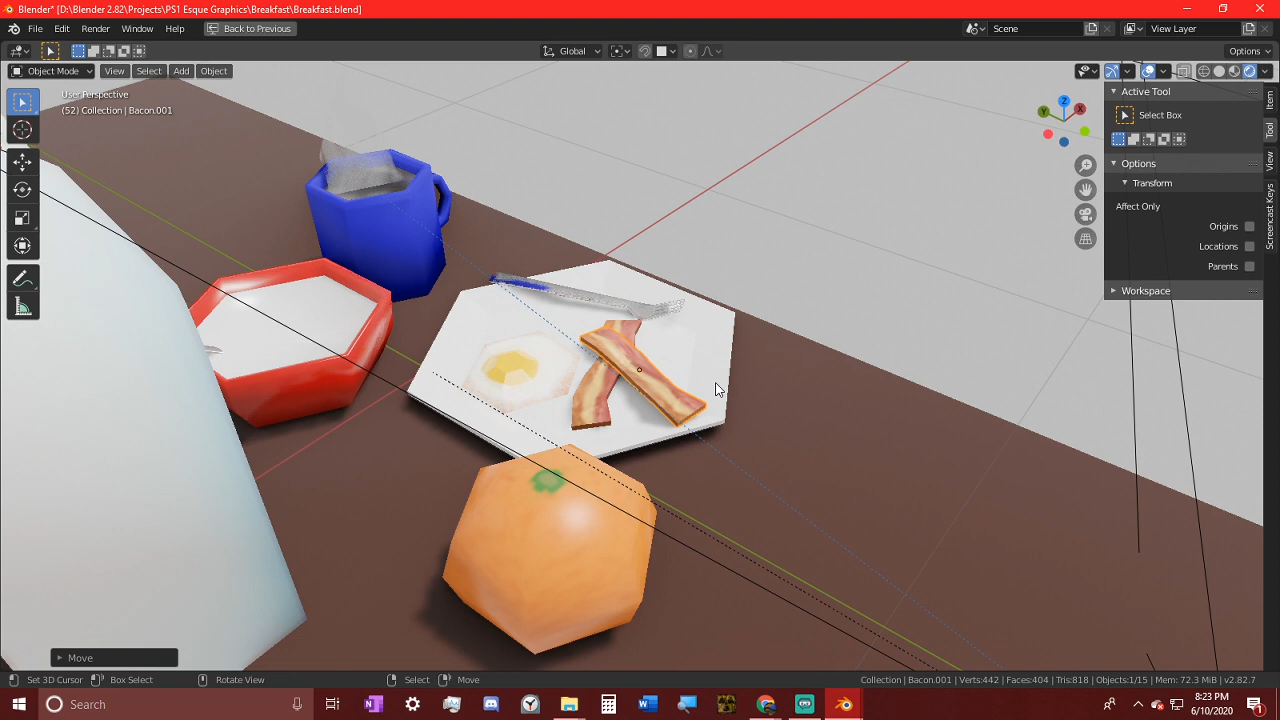 Blender* [D:\Blender 2.82\Projects\PS1 Esque Graphics\Breakfast\Breakfast.blend]
File Edit Render Window Help Back to Previous Scene View Layer
Global Options
Object Mode View Select Add Object
User Perspective
(52) Collection | Bacon.001
Z
Y
X
Active Tool
Select Box
Options
Transform
Affect Only
Origins
Locations
Parents
Workspace
Item
Tool
View
Screencast Keys
Move
Set 3D Cursor Box Select Rotate View Select Move Collection | Bacon.001 | Verts:442 | Faces:404 | Tris:818 | Objects:1/15 | Mem: 72.3 MiB | v2.82.7
Search
8:23 PM
6/10/2020
1